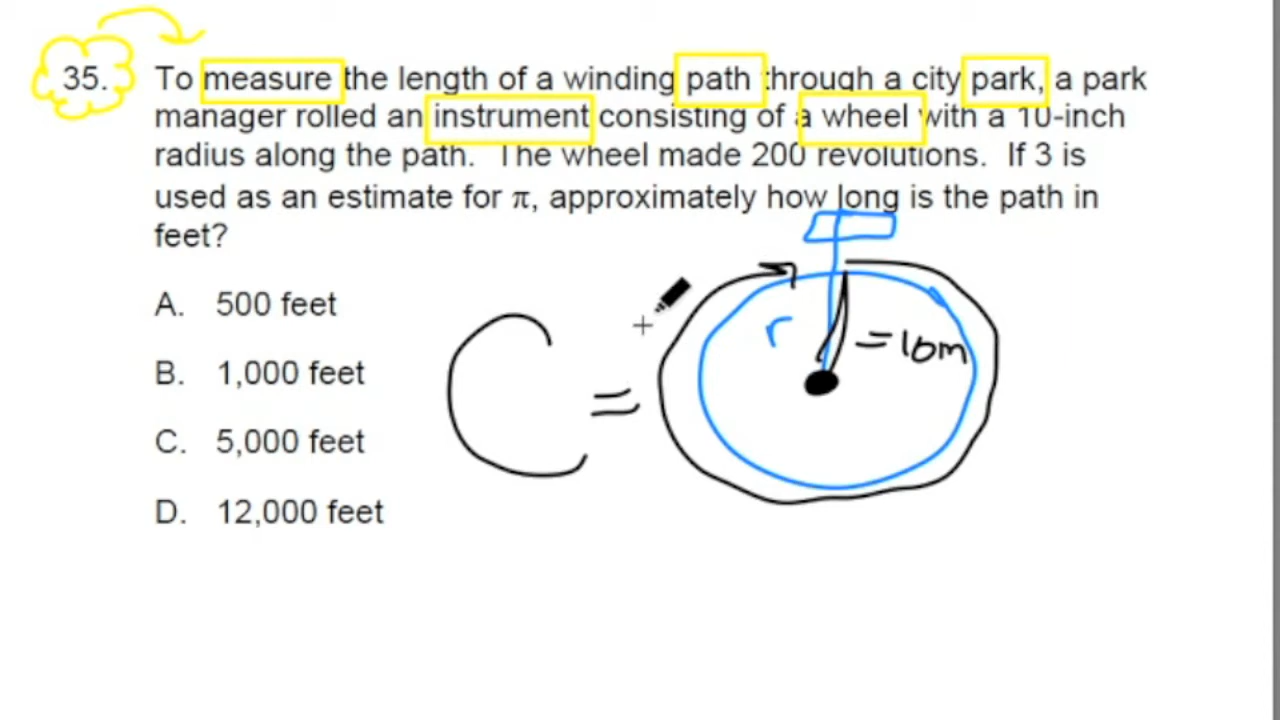 35. To measure the length of a winding path through a city park, a park
manager rolled an instrument consisting of a wheel with a 10-inch
radius along the path. The wheel made 200 revolutions. If 3 is
used as an estimate for π, approximately how long is the path in
feet?
A. 500 feet
B. 1,000 feet
C. 5,000 feet
D. 12,000 feet
C =
r = 10in